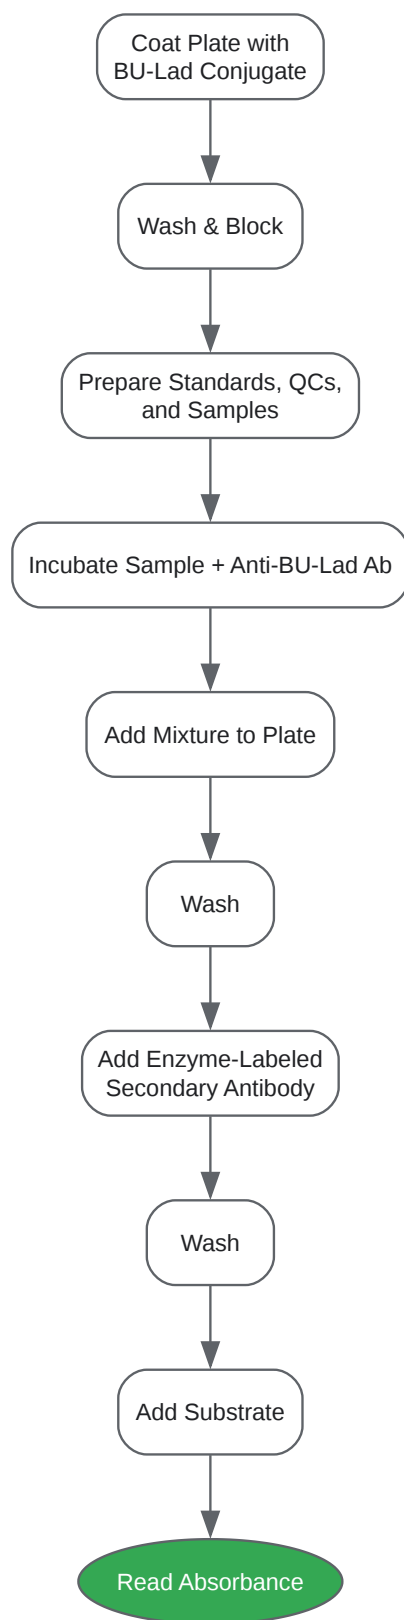 Coat Plate with
BU-Lad Conjugate
Wash & Block
Prepare Standards, QCs,
and Samples
Incubate Sample + Anti-BU-Lad Ab
Add Mixture to Plate
Wash
Add Enzyme-Labeled
Secondary Antibody
Wash
Add Substrate
Read Absorbance